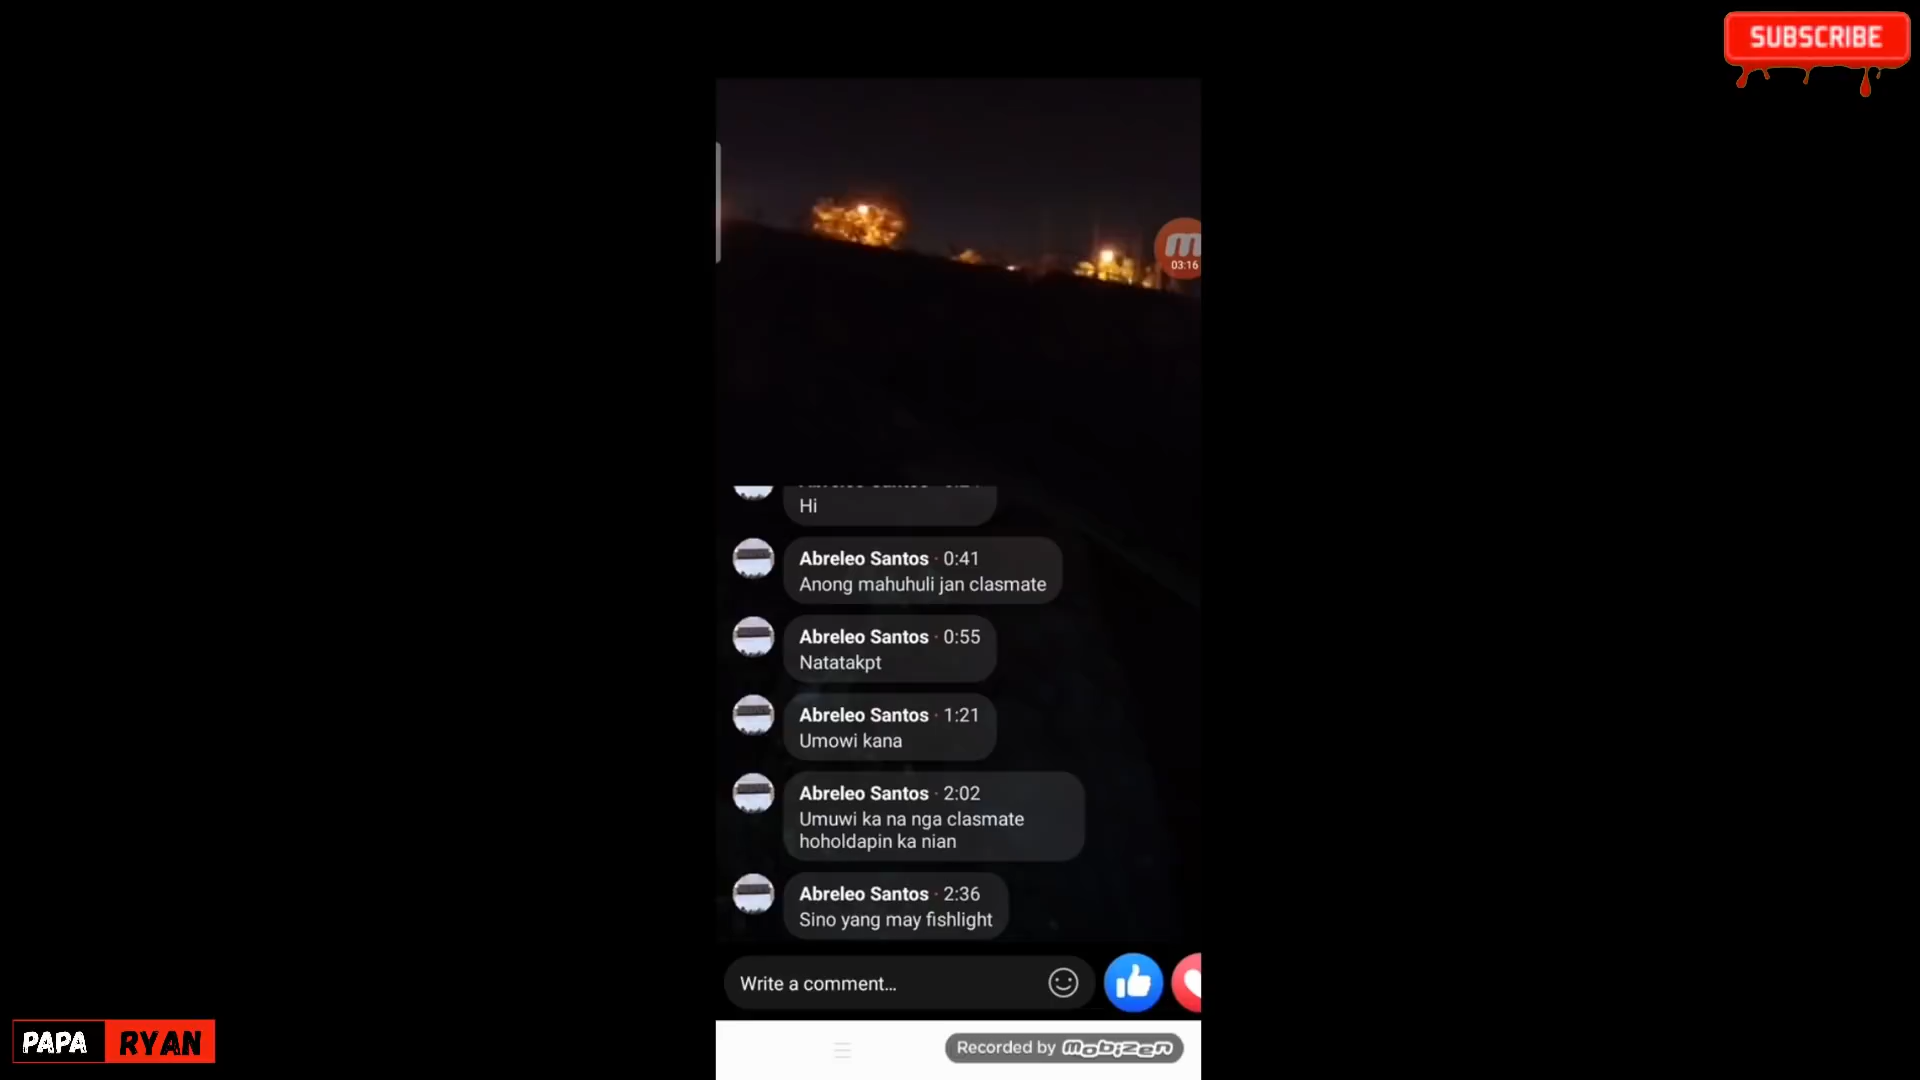 SUBSCRIBE
03:16
Hi
Abreleo Santos · 0:41
Anong mahuhuli jan clasmate
Abreleo Santos · 0:55
Natatakpt
Abreleo Santos · 1:21
Umowi kana
Abreleo Santos · 2:02
Umuwi ka na nga clasmate
hoholdapin ka nian
Abreleo Santos · 2:36
Sino yang may fishlight
Write a comment...
Recorded by mobizen
PAPA RYAN